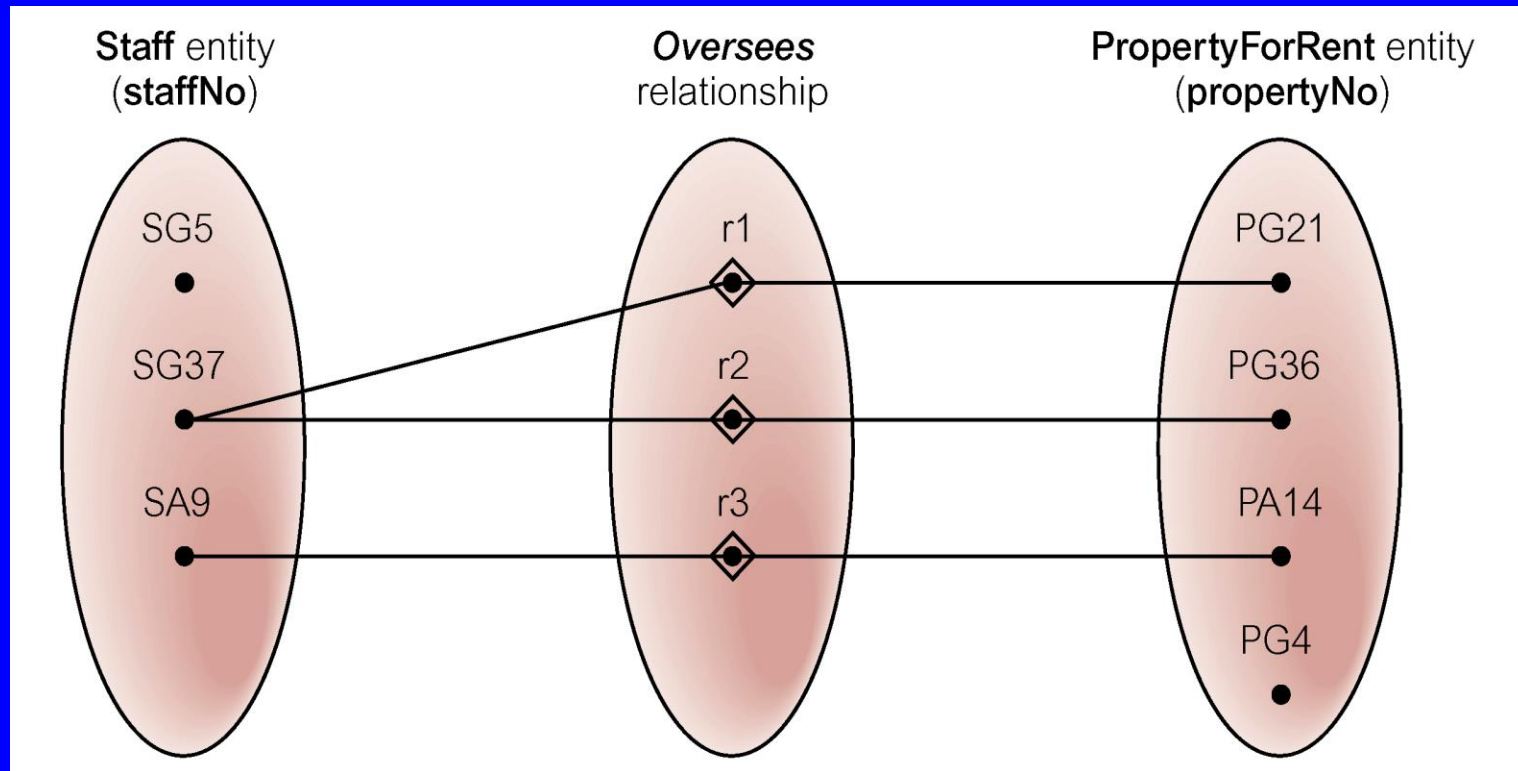 Staff entity
(staffNo)
Oversees
relationship
PropertyForRent entity
(propertyNo)
SG5
r1
PG21
SG37
r2
PG36
SA9
r3
PA14
PG4